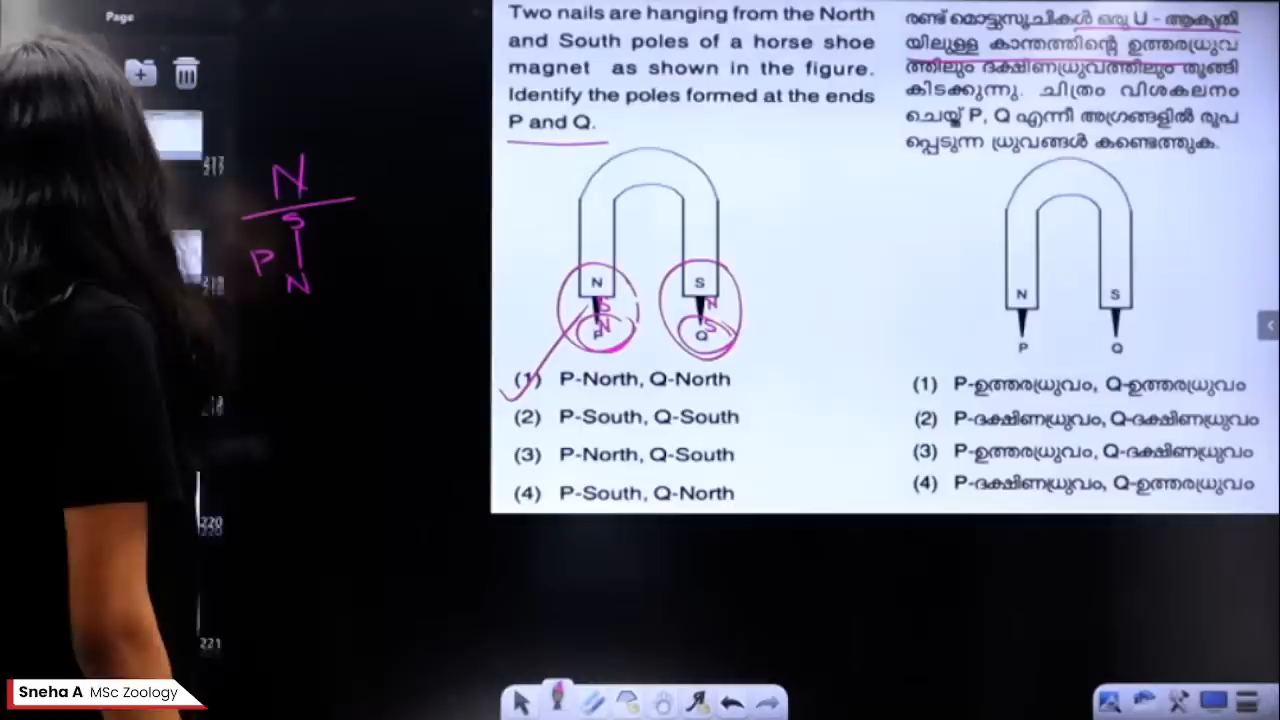 Page
N
S
P
N
217
220
221
Two nails are hanging from the North
and South poles of a horse shoe
magnet as shown in the figure.
Identify the poles formed at the ends
P and Q.
N
S
S
N
N
S
P
Q
(1) P-North, Q-North
(2) P-South, Q-South
(3) P-North, Q-South
(4) P-South, Q-North
രണ്ട് മൊട്ടുസൂചികൾ ഒരു U - ആകൃതി
യിലുള്ള കാന്തത്തിന്റെ ഉത്തരധ്രുവ
ത്തിലും ദക്ഷിണധ്രുവത്തിലും തൂങ്ങി
കിടക്കുന്നു. ചിത്രം വിശകലനം
ചെയ്ത് P, Q എന്നീ അഗ്രങ്ങളിൽ രൂപ
പ്പെടുന്ന ധ്രുവങ്ങൾ കണ്ടെത്തുക.
N
S
P
Q
(1) P-ഉത്തരധ്രുവം, Q-ഉത്തരധ്രുവം
(2) P-ദക്ഷിണധ്രുവം, Q-ദക്ഷിണധ്രുവം
(3) P-ഉത്തരധ്രുവം, Q-ദക്ഷിണധ്രുവം
(4) P-ദക്ഷിണധ്രുവം, Q-ഉത്തരധ്രുവം
Sneha A MSc Zoology